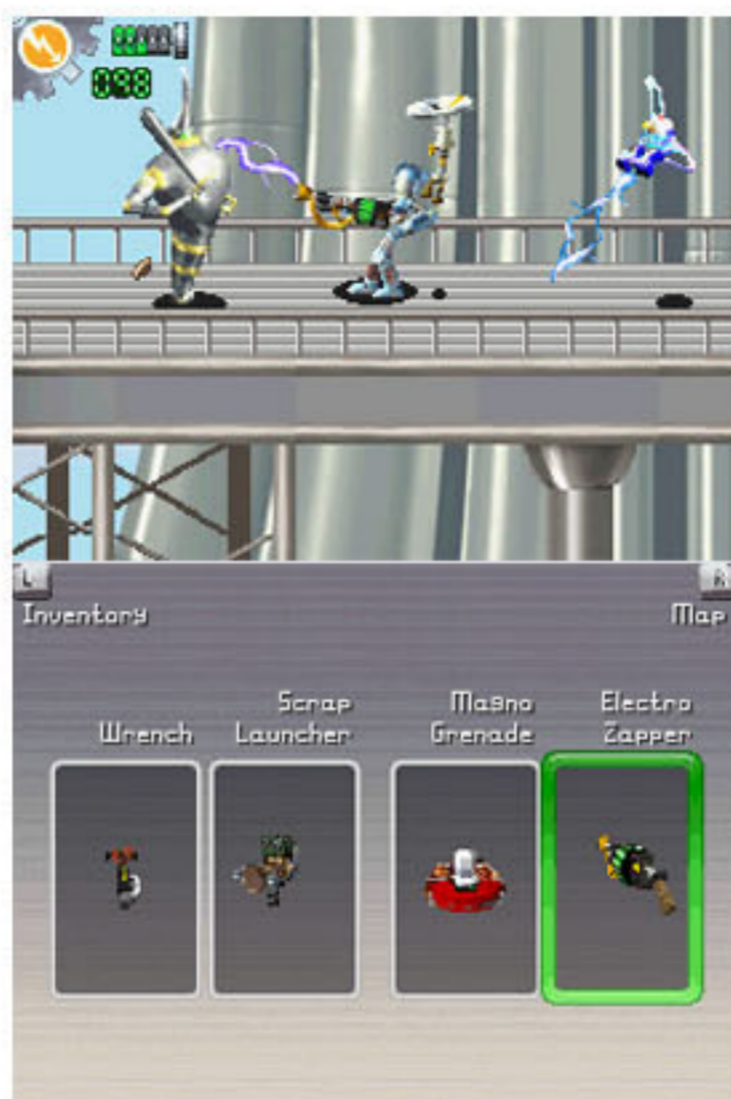 098
L
R
Inventory
Map
Wrench
Scrap
Launcher
Magno
Grenade
Electro
Zapper